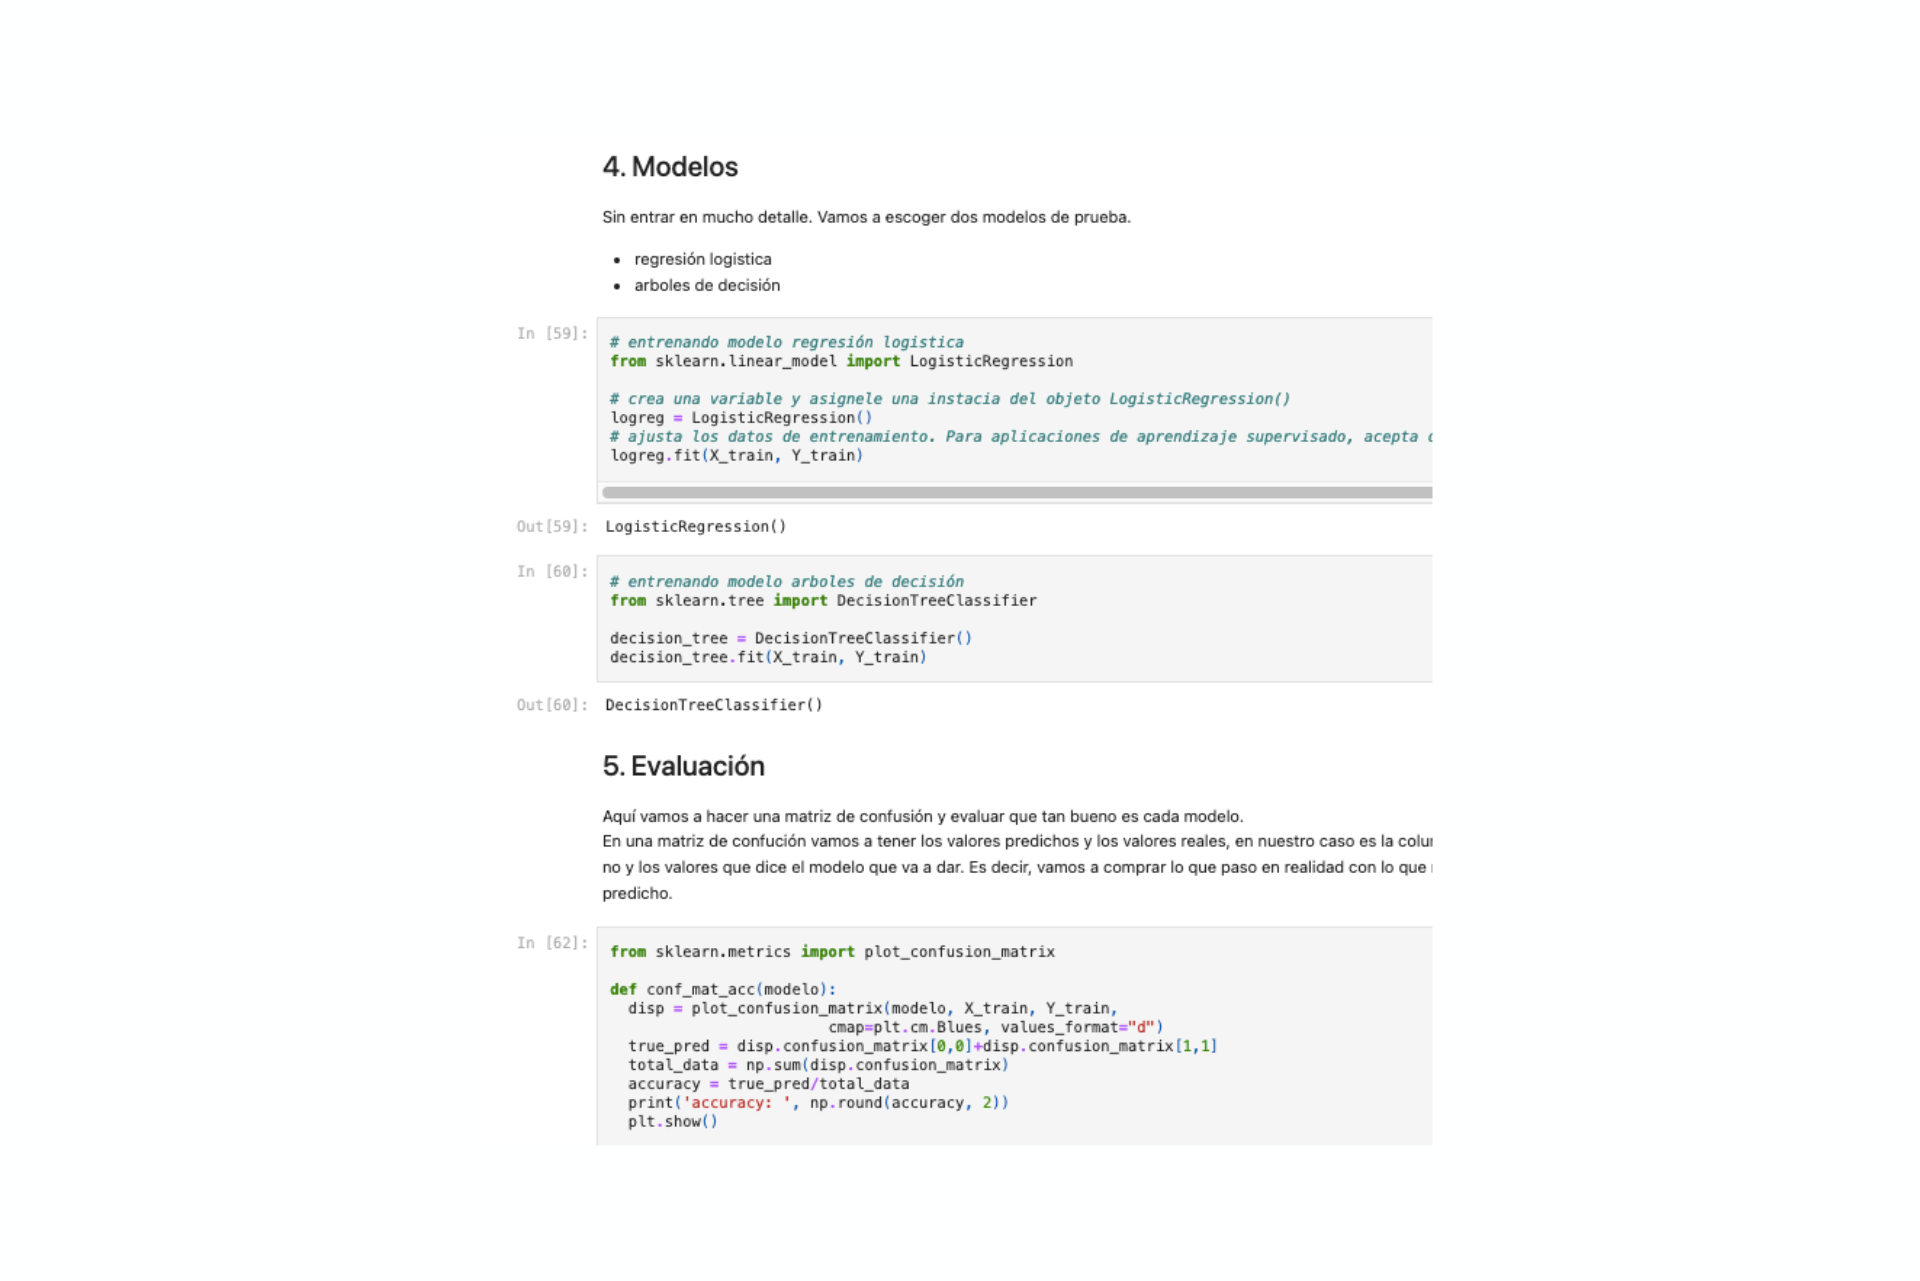 4. Modelos
Sin entrar en mucho detalle. Vamos a escoger dos modelos de prueba.
• regresión logistica
• arboles de decisión
In [59]:
# entrenando modelo regresión logistica
from sklearn.linear_model import LogisticRegression
# crea una variable y asignele una instacia del objeto LogisticRegression()
logreg = LogisticRegression()
# ajusta los datos de entrenamiento. Para aplicaciones de aprendizaje supervisado, acepta
logreg.fit(X_train, Y_train)
Out[59]: LogisticRegression()
In [60]:
# entrenando modelo arboles de decisión
from sklearn.tree import DecisionTreeClassifier
decision_tree = DecisionTreeClassifier()
decision_tree.fit(X_train, Y_train)
Out[60]: DecisionTreeClassifier()
5. Evaluación
Aquí vamos a hacer una matriz de confusión y evaluar que tan bueno es cada modelo.
En una matriz de confución vamos a tener los valores predichos y los valores reales, en nuestro caso es la
no y los valores que dice el modelo que va a dar. Es decir, vamos a comprar lo que paso en realidad con lo que
predicho.
In [62]:
from sklearn.metrics import plot_confusion_matrix
def conf_mat_acc(modelo):
  disp = plot_confusion_matrix(modelo, X_train, Y_train,
                        cmap=plt.cm.Blues, values_format="d")
  true_pred = disp.confusion_matrix[0,0]+disp.confusion_matrix[1,1]
  total_data = np.sum(disp.confusion_matrix)
  accuracy = true_pred/total_data
  print('accuracy: ', np.round(accuracy, 2))
  plt.show()